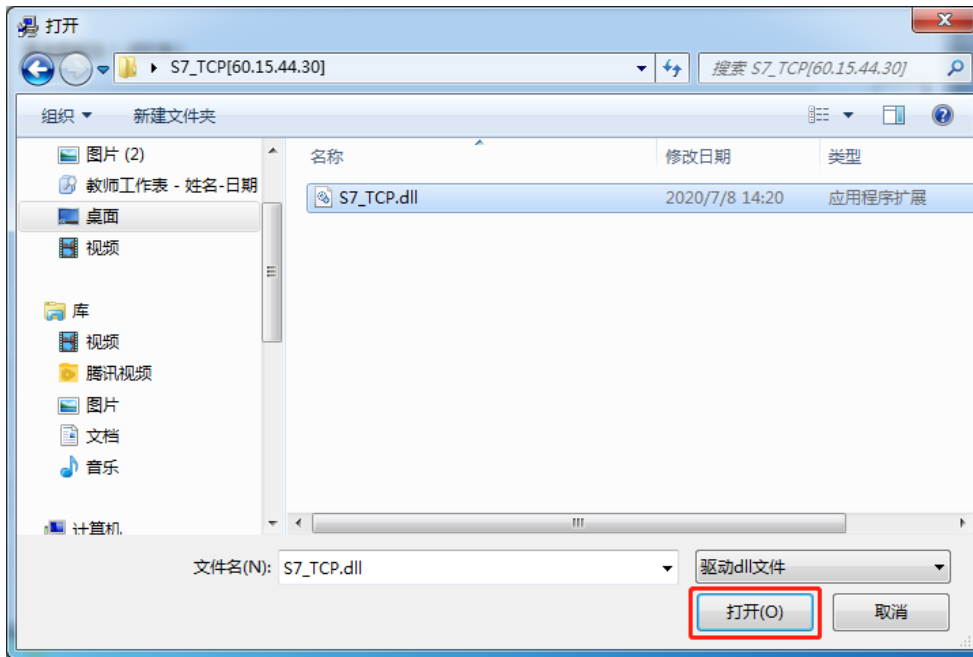 打开
S7_TCP[60.15.44.30]
搜索 S7_TCP[60.15.44.30]
组织
新建文件夹
图片 (2)
教师工作表 - 姓名-日期
桌面
视频
库
视频
腾讯视频
图片
文档
音乐
计算机
名称
修改日期
类型
S7_TCP.dll
2020/7/8 14:20
应用程序扩展
文件名(N):
S7_TCP.dll
驱动dll文件
打开(O)
取消